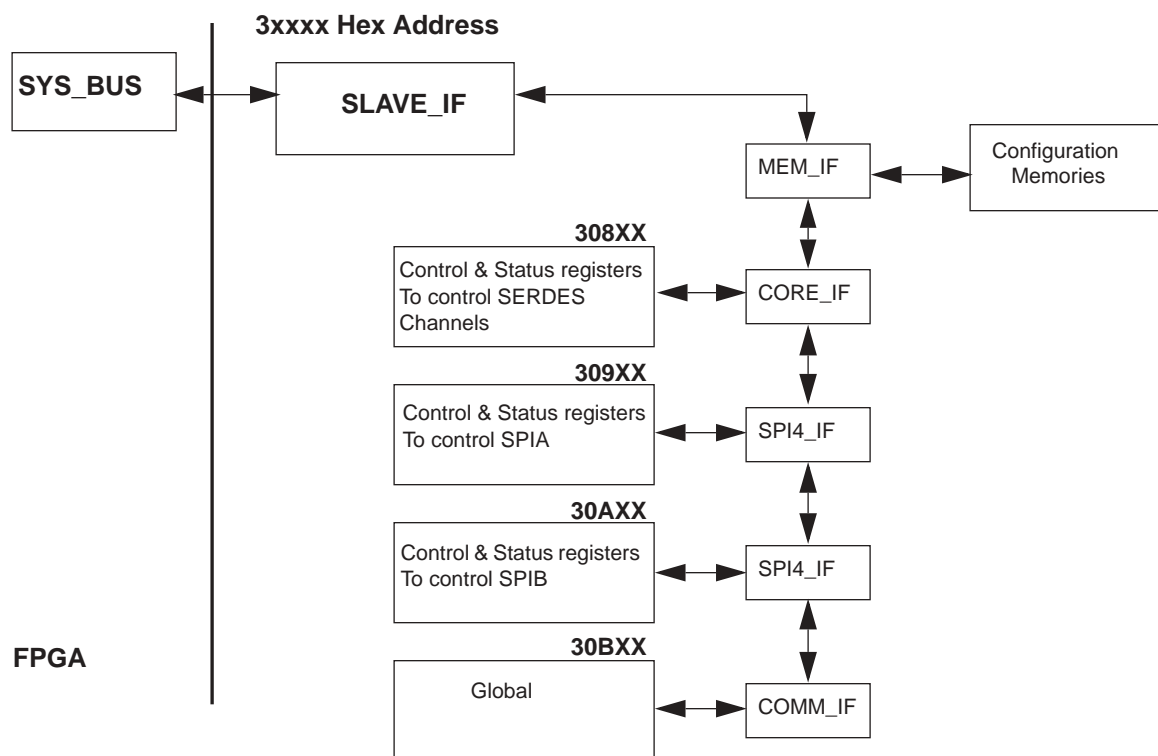 3xxxx Hex Address
SYS_BUS
SLAVE_IF
MEM_IF
Configuration
Memories
308XX
Control & Status registers
To control SERDES
Channels
CORE_IF
309XX
Control & Status registers
To control SPIA
SPI4_IF
30AXX
Control & Status registers
To control SPIB
SPI4_IF
30BXX
FPGA
Global
COMM_IF